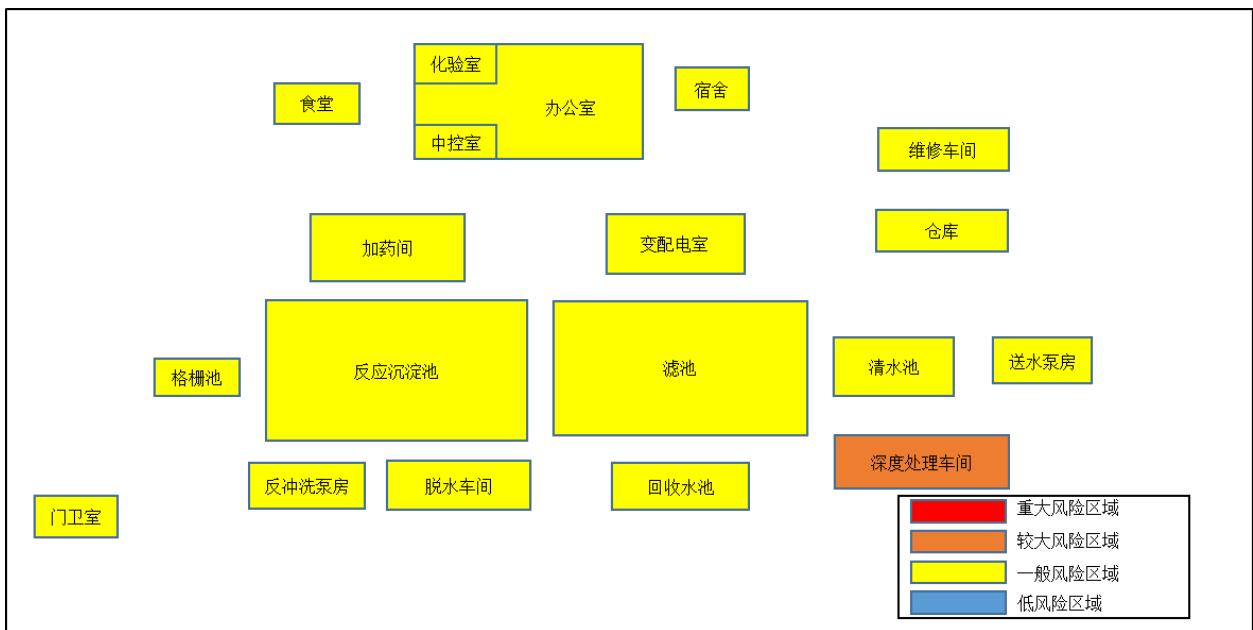 化验室
食堂
办公室
宿舍
中控室
维修车间
加药间
变配电室
仓库
格栅池
反应沉淀池
滤池
清水池
送水泵房
深度处理车间
反冲洗泵房
脱水车间
回收水池
门卫室
重大风险区域
较大风险区域
一般风险区域
低风险区域